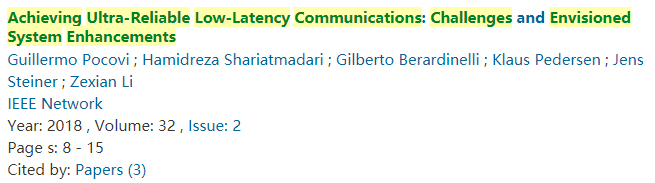 Achieving Ultra-Reliable Low-Latency Communications: Challenges and Envisioned
System Enhancements
Guillermo Pocovi ; Hamidreza Shariatmadari ; Gilberto Berardinelli ; Klaus Pedersen ; Jens
Steiner ; Zexian Li
IEEE Network
Year: 2018 , Volume: 32 , Issue: 2
Page s: 8 - 15
Cited by: Papers (3)